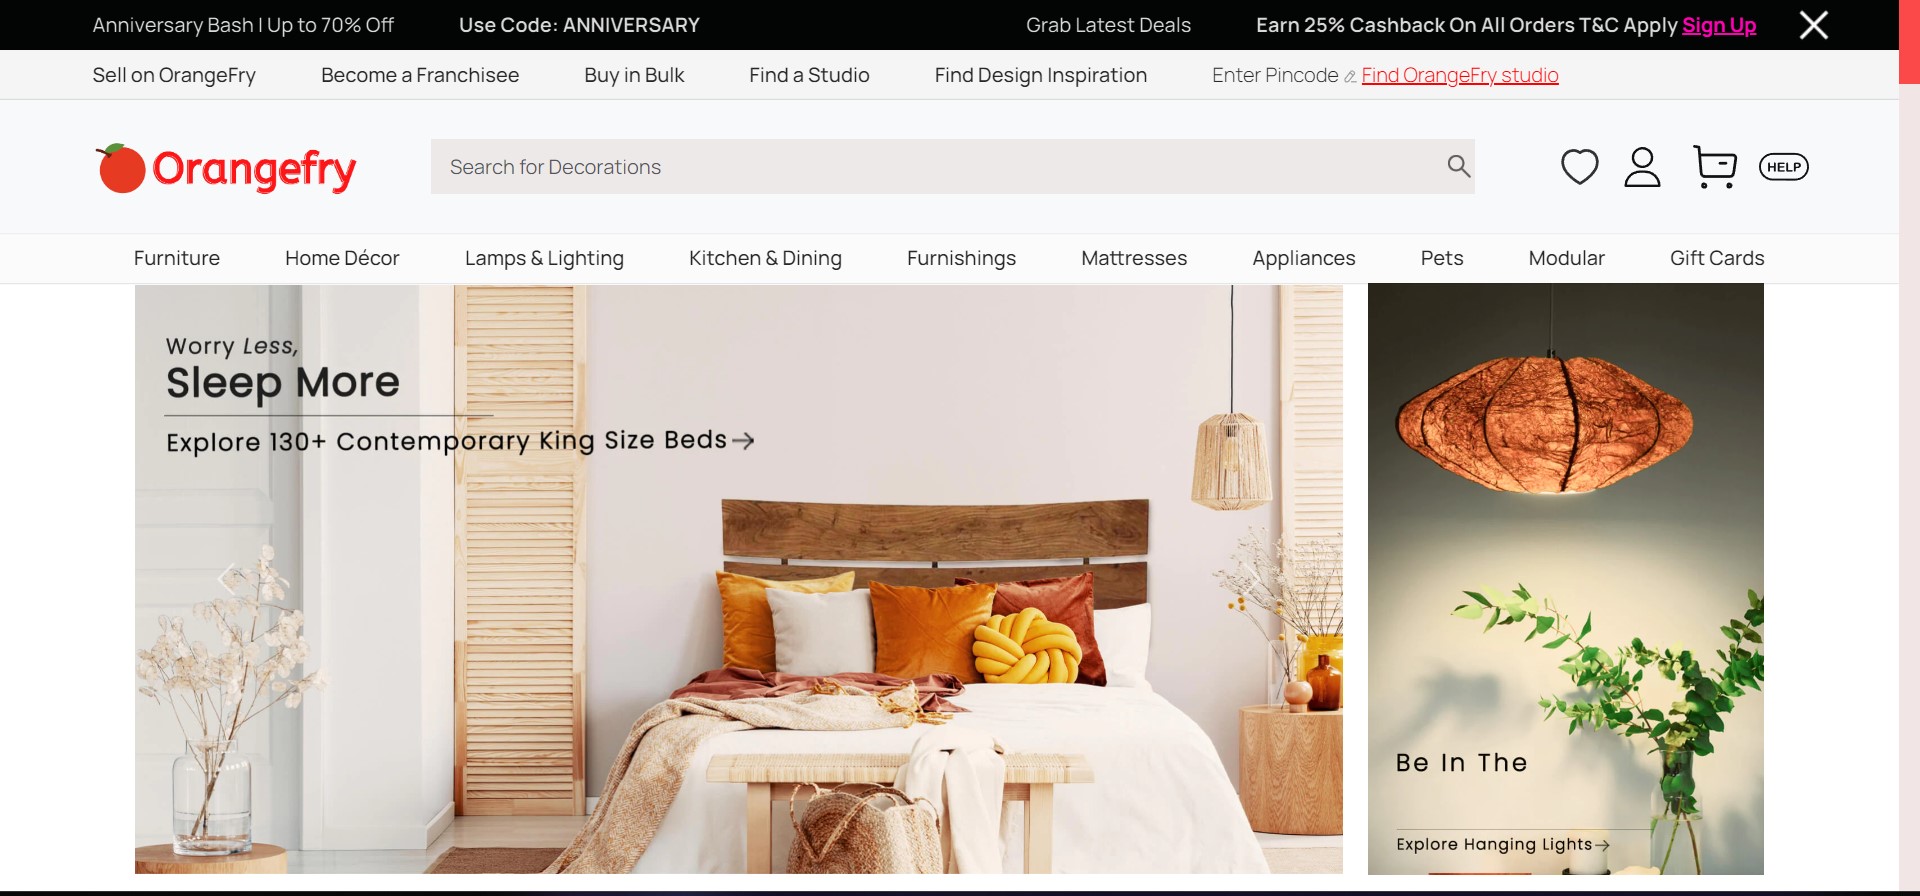 Anniversary Bash | Up to 70% Off Use Code: ANNIVERSARY Grab Latest Deals Earn 25% Cashback On All Orders T&C Apply Sign Up
Sell on OrangeFry Become a Franchisee Buy in Bulk Find a Studio Find Design Inspiration Enter Pincode Find OrangeFry studio
Orangefry Search for Decorations HELP
Furniture Home Décor Lamps & Lighting Kitchen & Dining Furnishings Mattresses Appliances Pets Modular Gift Cards
Worry Less,
Sleep More
Explore 130+ Contemporary King Size Beds
Be In The
Explore Hanging Lights